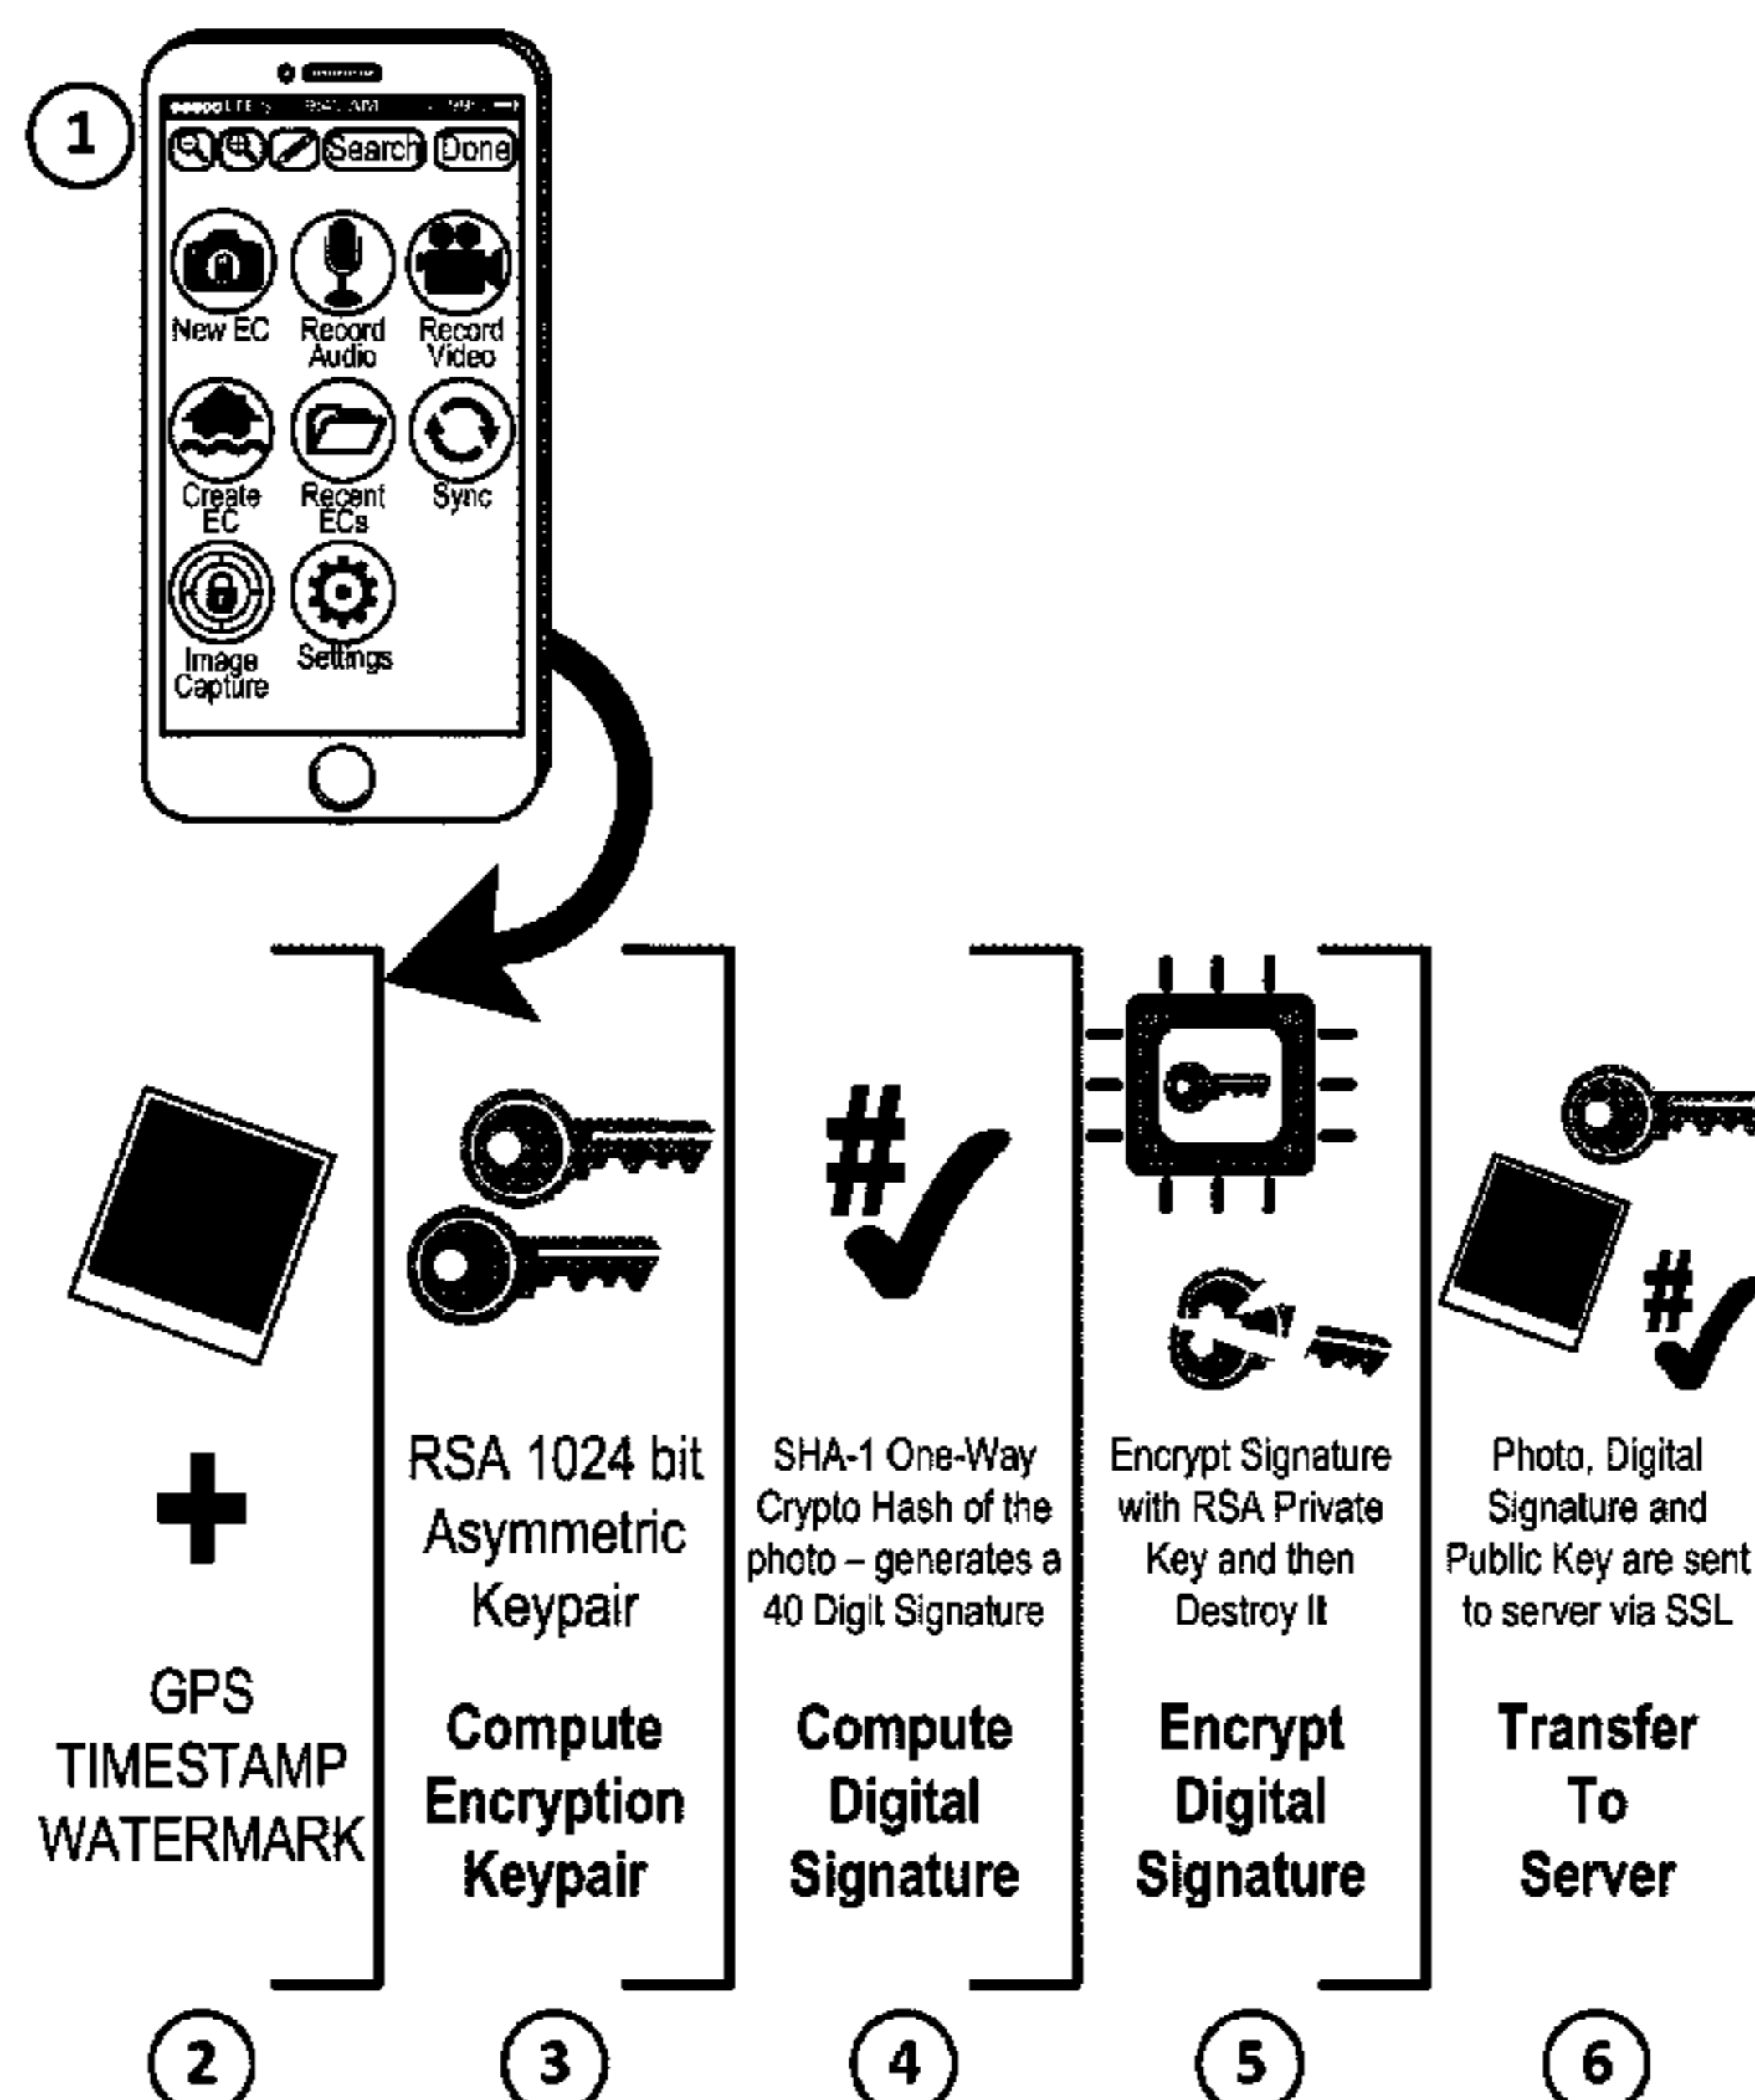 1
Search Done
New EC Record Audio Record Video
Create EC Recent ECs Sync
Image Capture Settings
GPS
TIMESTAMP
WATERMARK
2
RSA 1024 bit
Asymmetric
Keypair
Compute
Encryption
Keypair
3
#
SHA-1 One-Way
Crypto Hash of the
photo – generates a
40 Digit Signature
Compute
Digital
Signature
4
Encrypt Signature
with RSA Private
Key and then
Destroy It
Encrypt
Digital
Signature
5
#
Photo, Digital
Signature and
Public Key are sent
to server via SSL
Transfer
To
Server
6